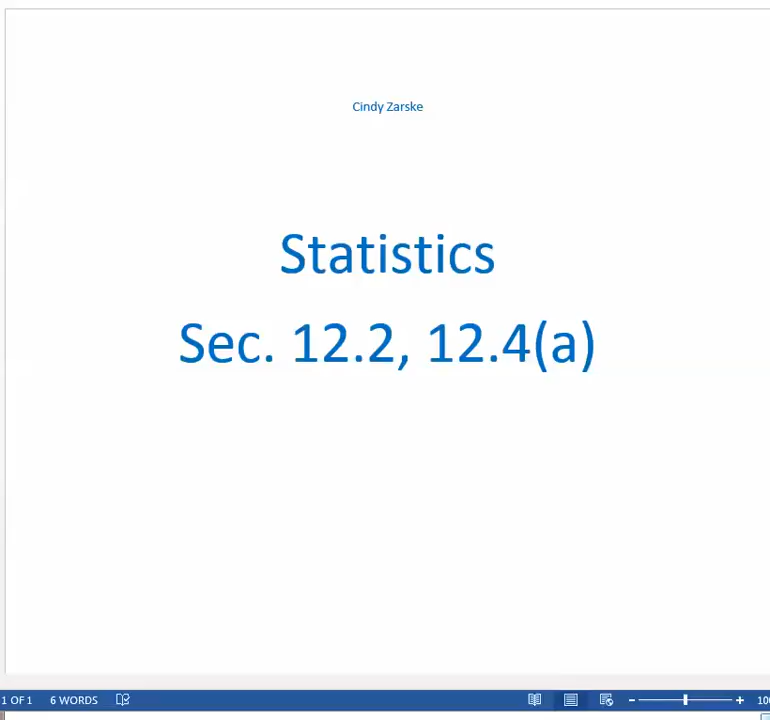 Cindy Zarske
Statistics
Sec. 12.2, 12.4(a)
1 OF 1 6 WORDS